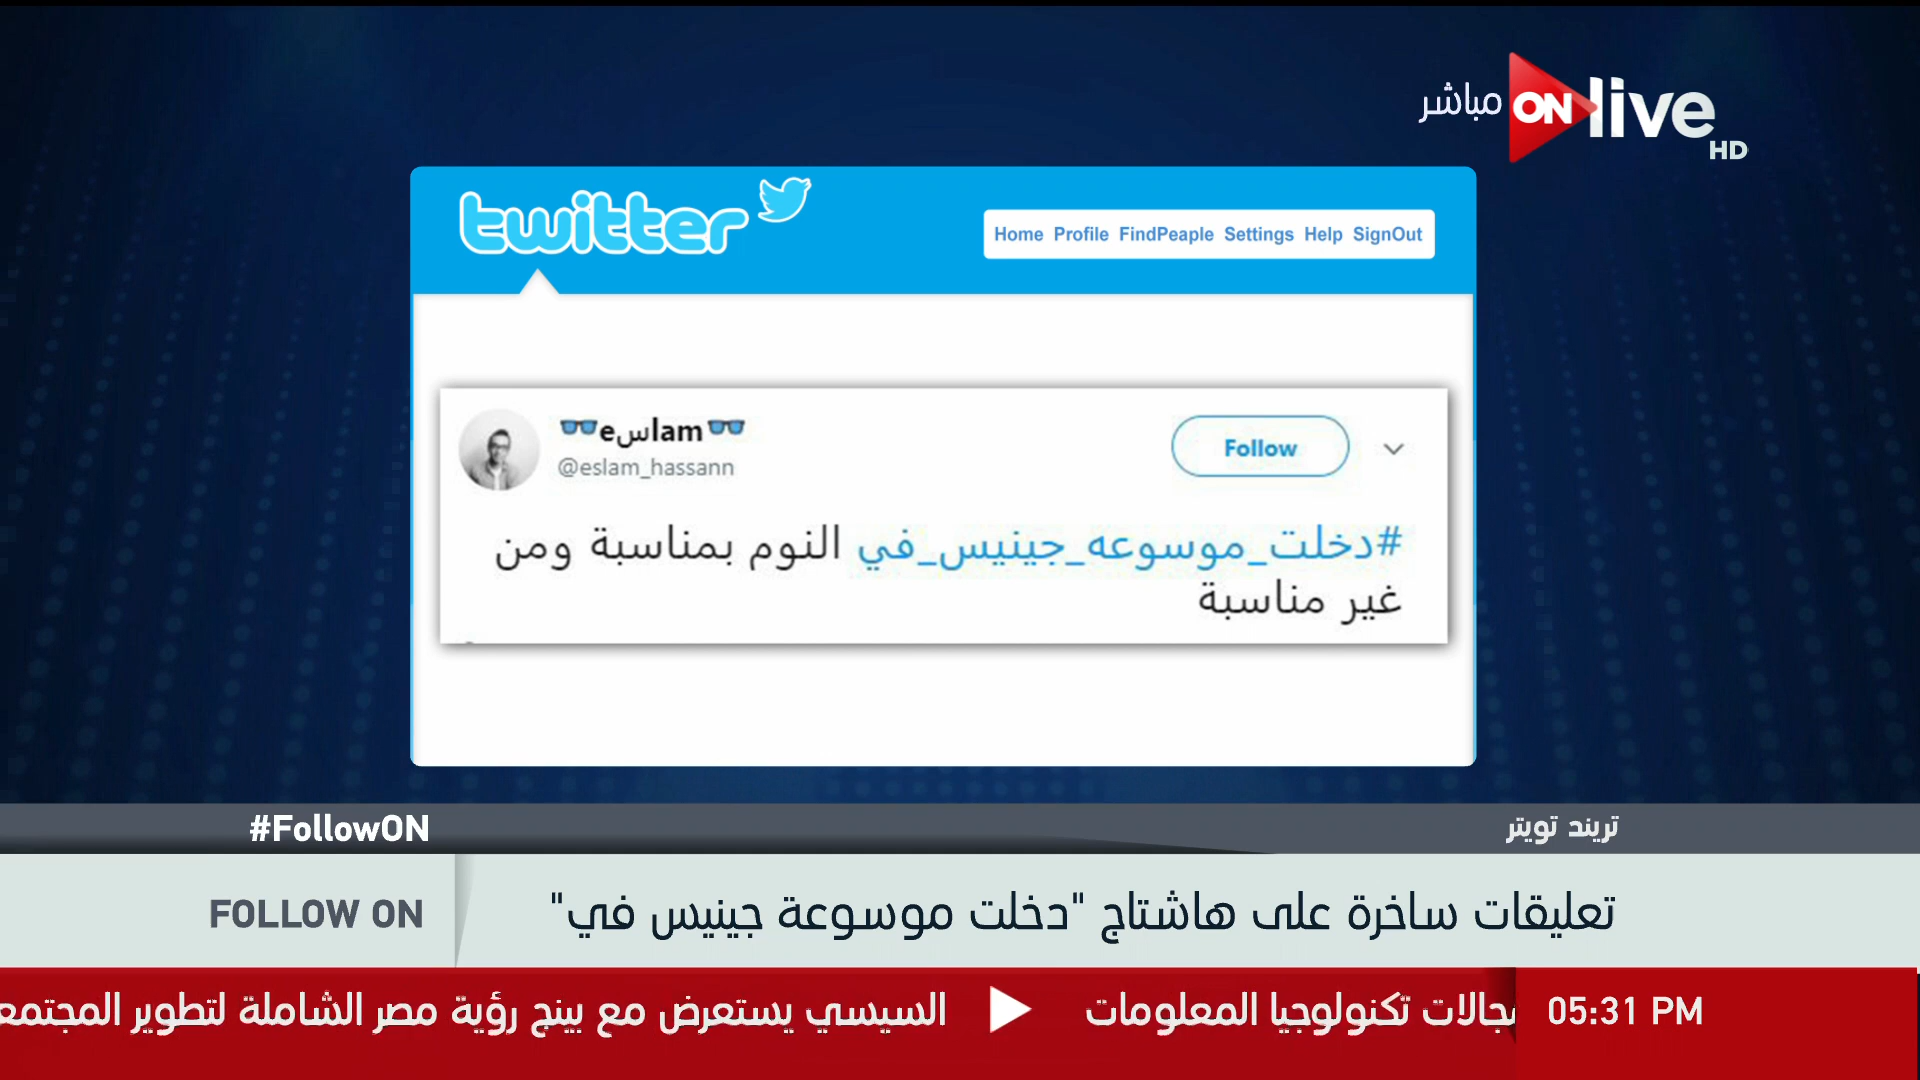 مباشر ON live
HD
twitter
Home Profile FindPeaple Settings Help SignOut
🕶eسlam🕶
@eslam_hassann
Follow
#دخلت_موسوعه_جينيس_في النوم بمناسبة ومن
غير مناسبة
#FollowON
تريند تويتر
تعليقات ساخرة على هاشتاج "دخلت موسوعة جينيس في"
FOLLOW ON
05:31 PM
تكنولوجيا المعلومات
السيسي يستعرض مع بينج رؤية مصر الشاملة لتطوير